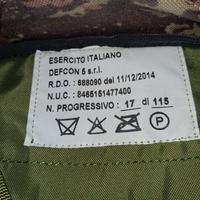 ESERCITO ITALIANO
DEFCON 5 s.r.l.
R.D.O. : 688090 del 11/12/2014
N.U.C. : 8465151477400
N. PROGRESSIVO : 17 di 115
P